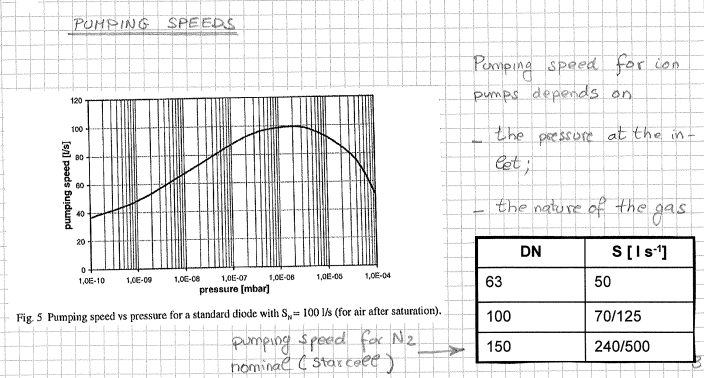 PUMPING SPEEDS
Pumping speed for ion
pumps depends on
- the pressure at the in-
let;
- the nature of the gas
120
100
80
60
40
20
0
pumping speed [l/s]
1,0E-10 1,0E-09 1,0E-08 1,0E-07 1,0E-06 1,0E-05 1,0E-04
pressure [mbar]
Fig. 5 Pumping speed vs pressure for a standard diode with SN = 100 l/s (for air after saturation).
DN S [ l s-1]
63 50
100 70/125
150 240/500
pumping speed for N2
nominal (starcell)